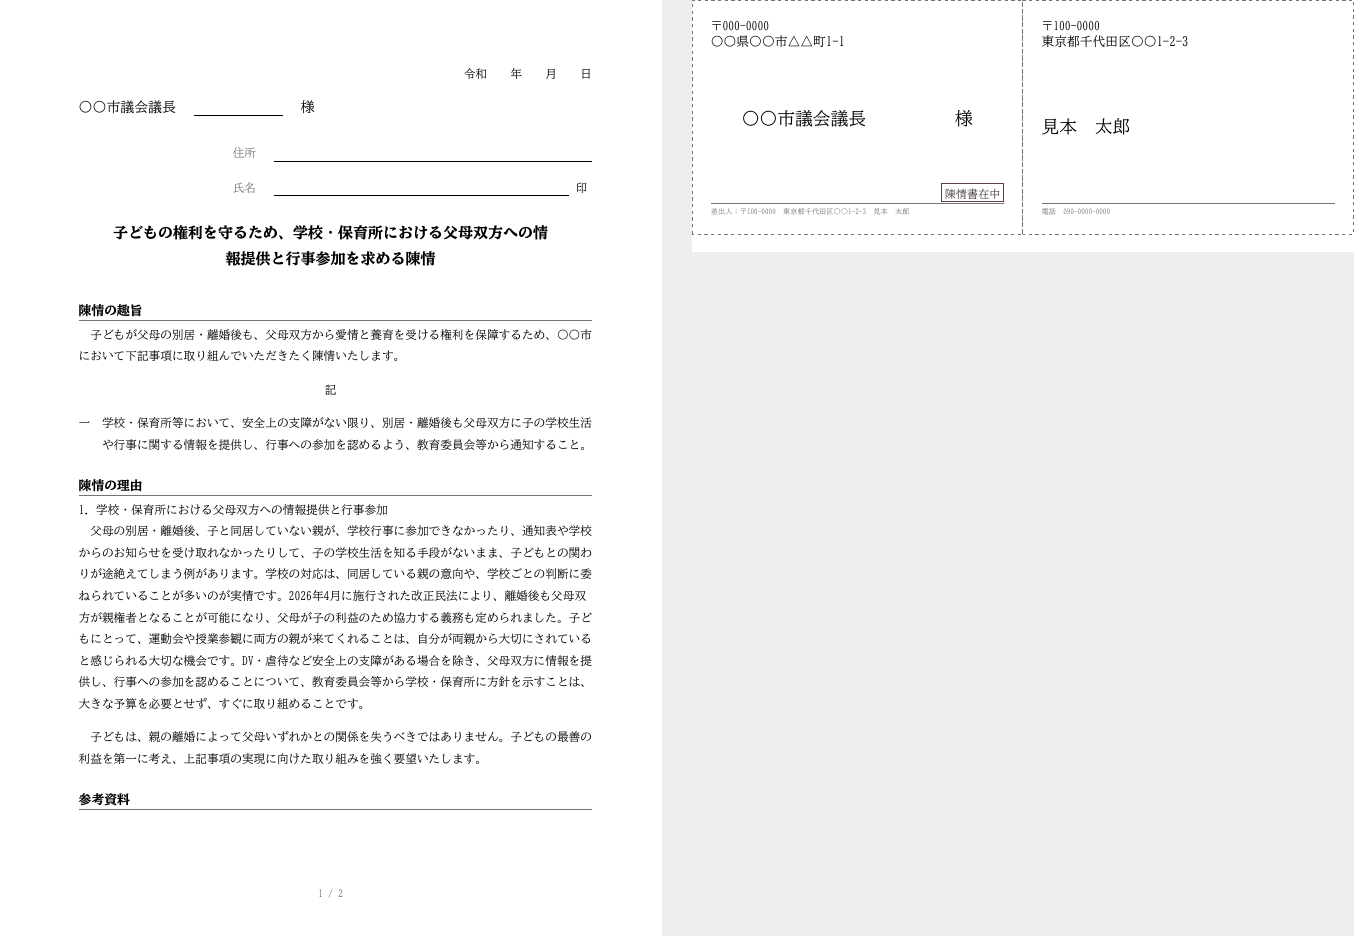 令和　　年　　月　　日
〇〇市議会議長　　　　　　様
住所
氏名　　　　　　印
子どもの権利を守るため、学校・保育所における父母双方への情
報提供と行事参加を求める陳情
陳情の趣旨
　子どもが父母の別居・離婚後も、父母双方から愛情と養育を受ける権利を保障するため、〇〇市
において下記事項に取り組んでいただきたく陳情いたします。
記
一　学校・保育所等において、安全上の支障がない限り、別居・離婚後も父母双方に子の学校生活
や行事に関する情報を提供し、行事への参加を認めるよう、教育委員会等から通知すること。
陳情の理由
1. 学校・保育所における父母双方への情報提供と行事参加
　父母の別居・離婚後、子と同居していない親が、学校行事に参加できなかったり、通知表や学校
からのお知らせを受け取れなかったりして、子の学校生活を知る手段がないまま、子どもとの関わ
りが途絶えてしまう例があります。学校の対応は、同居している親の意向や、学校ごとの判断に委
ねられていることが多いのが実情です。2026年4月に施行された改正民法により、離婚後も父母双
方が親権者となることが可能になり、父母が子の利益のため協力する義務も定められました。子ど
もにとって、運動会や授業参観に両方の親が来てくれることは、自分が両親から大切にされている
と感じられる大切な機会です。DV・虐待など安全上の支障がある場合を除き、父母双方に情報を提
供し、行事への参加を認めることについて、教育委員会等から学校・保育所に方針を示すことは、
大きな予算を必要とせず、すぐに取り組めることです。
　子どもは、親の離婚によって父母いずれかとの関係を失うべきではありません。子どもの最善の
利益を第一に考え、上記事項の実現に向けた取り組みを強く要望いたします。
参考資料
1 / 2
〒000-0000
〇〇県〇〇市△△町1-1
〇〇市議会議長　　　　　様
陳情書在中
差出人：〒100-0000　東京都千代田区〇〇1-2-3　見本　太郎
〒100-0000
東京都千代田区〇〇1-2-3
見本　太郎
電話　090-0000-0000